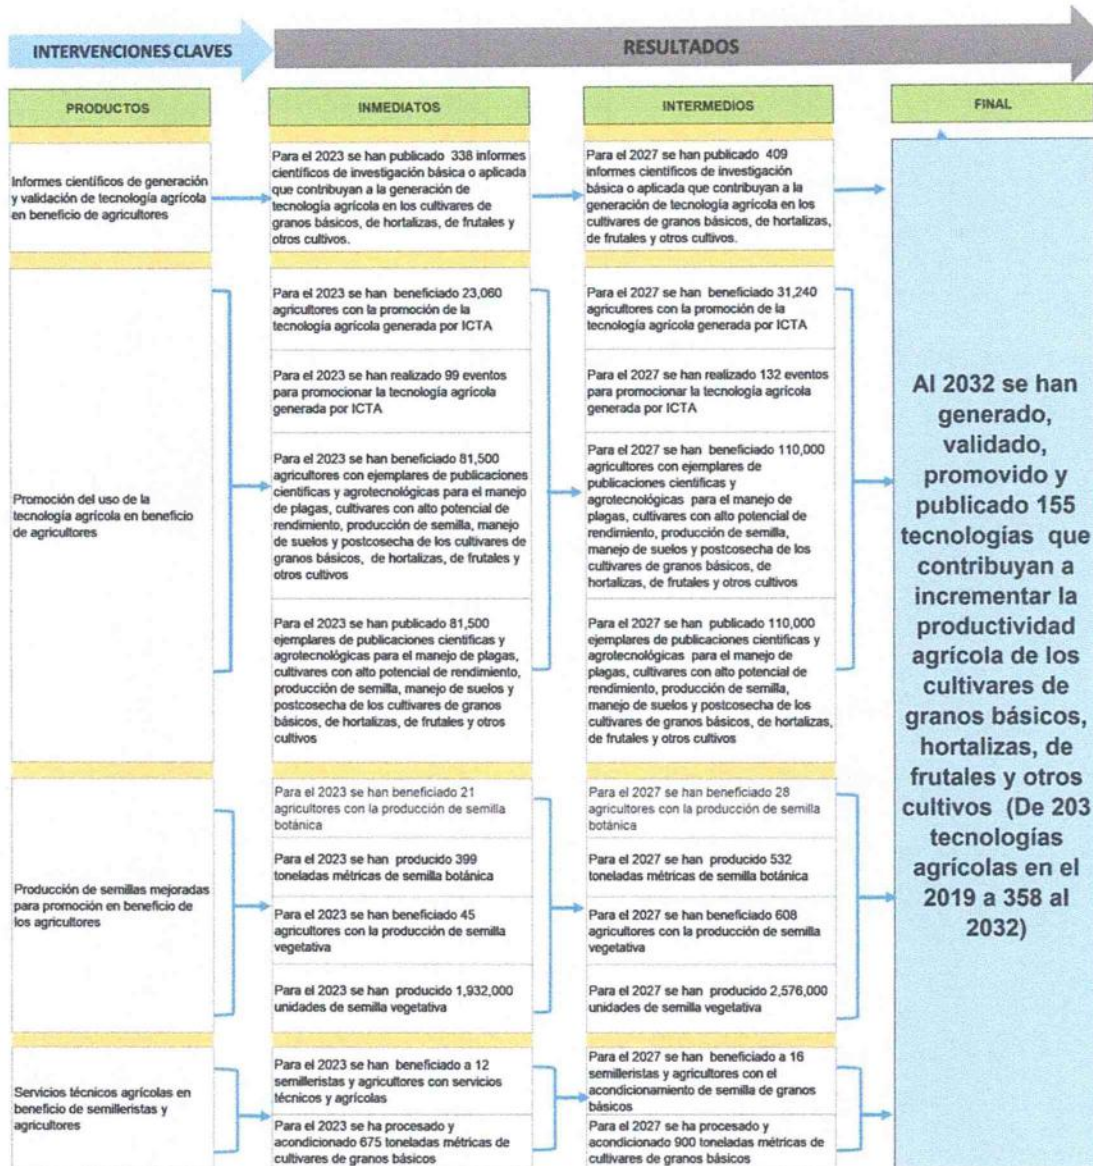 INTERVENCIONES CLAVES
RESULTADOS
PRODUCTOS
INMEDIATOS
INTERMEDIOS
FINAL
Informes científicos de generación
y validación de tecnología agrícola
en beneficio de agricultores
Para el 2023 se han publicado 338 informes
científicos de investigación básica o aplicada
que contribuyan a la generación de
tecnología agrícola en los cultivares de
granos básicos, de hortalizas, de frutales y
otros cultivos.
Para el 2027 se han publicado 409
informes científicos de investigación
básica o aplicada que contribuyan a la
generación de tecnología agrícola en los
cultivares de granos básicos, de hortalizas,
de frutales y otros cultivos.
Promoción del uso de la
tecnología agrícola en beneficio
de agricultores
Para el 2023 se han beneficiado 23,060
agricultores con la promoción de la
tecnología agrícola generada por ICTA
Para el 2023 se han realizado 99 eventos
para promocionar la tecnología agrícola
generada por ICTA
Para el 2023 se han beneficiado 81,500
agricultores con ejemplares de publicaciones
científicas y agrotecnológicas para el manejo
de plagas, cultivares con alto potencial de
rendimiento, producción de semilla, manejo
de suelos y postcosecha de los cultivares de
granos básicos, de hortalizas, de frutales y
otros cultivos
Para el 2023 se han publicado 81,500
ejemplares de publicaciones científicas y
agrotecnológicas para el manejo de plagas,
cultivares con alto potencial de rendimiento,
producción de semilla, manejo de suelos y
postcosecha de los cultivares de granos
básicos, de hortalizas, de frutales y otros
cultivos
Para el 2027 se han beneficiado 31,240
agricultores con la promoción de la
tecnología agrícola generada por ICTA
Para el 2027 se han realizado 132 eventos
para promocionar la tecnología agrícola
generada por ICTA
Para el 2027 se han beneficiado 110,000
agricultores con ejemplares de
publicaciones científicas y
agrotecnológicas para el manejo de
plagas, cultivares con alto potencial de
rendimiento, producción de semilla,
manejo de suelos y postcosecha de los
cultivares de granos básicos, de
hortalizas, de frutales y otros cultivos
Para el 2027 se han publicado 110,000
ejemplares de publicaciones científicas y
agrotecnológicas para el manejo de
plagas, cultivares con alto potencial de
rendimiento, producción de semilla,
manejo de suelos y postcosecha de los
cultivares de granos básicos, de hortalizas,
de frutales y otros cultivos
Producción de semillas mejoradas
para promoción en beneficio de
los agricultores
Para el 2023 se han beneficiado 21
agricultores con la producción de semilla
botánica
Para el 2023 se han producido 399
toneladas métricas de semilla botánica
Para el 2023 se han beneficiado 45
agricultores con la producción de semilla
vegetativa
Para el 2023 se han producido 1,932,000
unidades de semilla vegetativa
Para el 2027 se han beneficiado 28
agricultores con la producción de semilla
botánica
Para el 2027 se han producido 532
toneladas métricas de semilla botánica
Para el 2027 se han beneficiado 608
agricultores con la producción de semilla
vegetativa
Para el 2027 se han producido 2,576,000
unidades de semilla vegetativa
Servicios técnicos agrícolas en
beneficio de semilleristas y
agricultores
Para el 2023 se han beneficiado a 12
semilleristas y agricultores con servicios
técnicos y agrícolas
Para el 2023 se ha procesado y
acondicionado 675 toneladas métricas de
cultivares de granos básicos
Para el 2027 se han beneficiado a 16
semilleristas y agricultores con el
acondicionamiento de semilla de granos
básicos
Para el 2027 se ha procesado y
acondicionado 900 toneladas métricas de
cultivares de granos básicos
Al 2032 se han
generado,
validado,
promovido y
publicado 155
tecnologías que
contribuyan a
incrementar la
productividad
agrícola de los
cultivares de
granos básicos,
hortalizas, de
frutales y otros
cultivos (De 203
tecnologías
agrícolas en el
2019 a 358 al
2032)